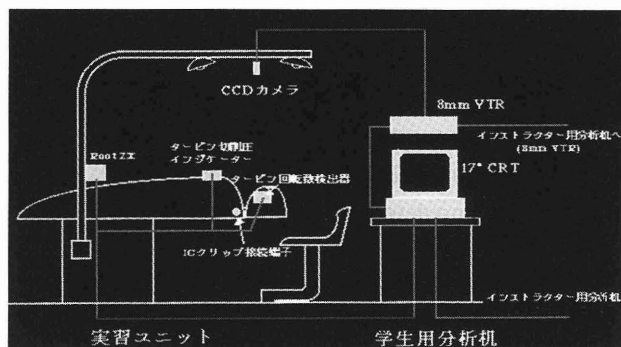 CCDカメラ
8mm YTR
インストラクター用分析机へ
(8mm YTR)
17" CRT
RootZX
タービン切削圧
インジケーター
タービン回転数検出器
ICクリップ接続端子
インストラクター用分析机
実習ユニット
学生用分析机